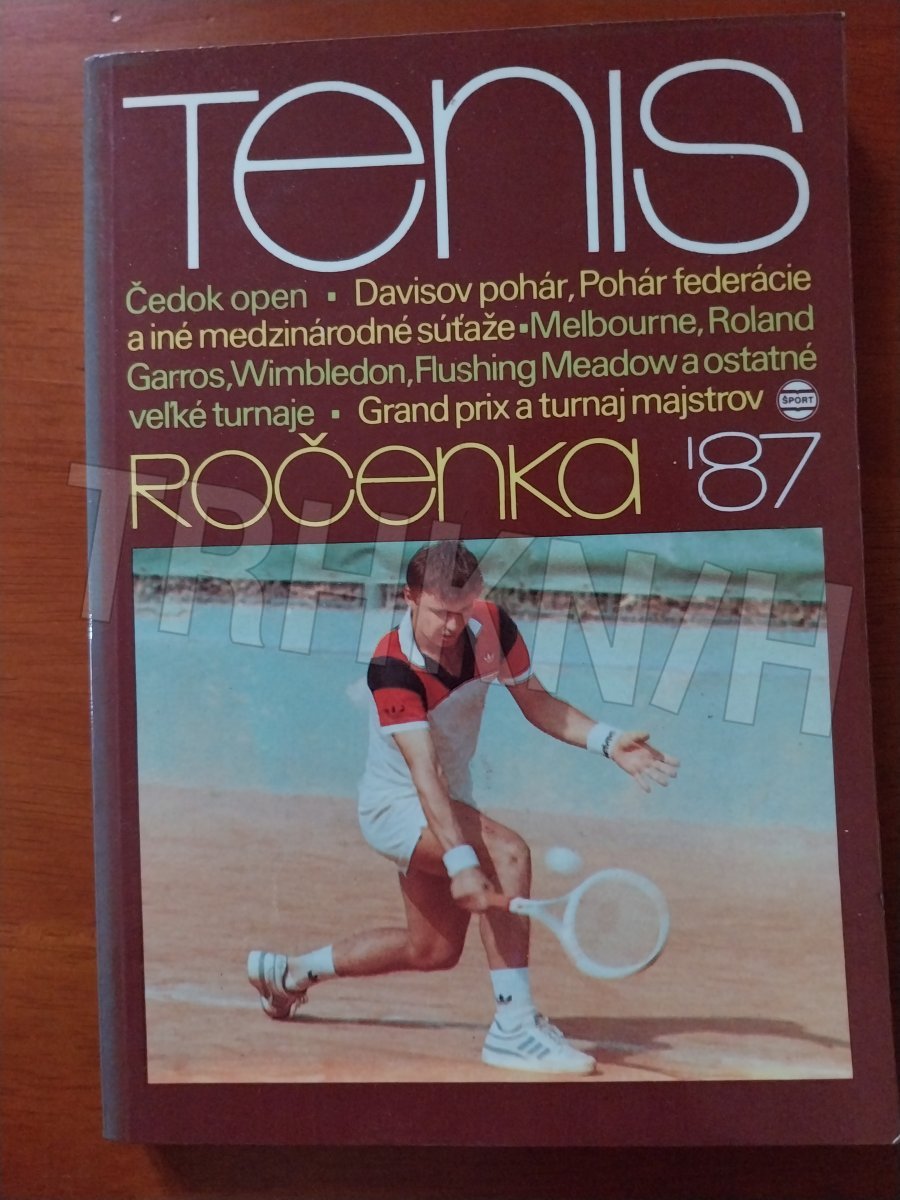 Tenis
Čedok open ▪ Davisov pohár, Pohár federácie
a iné medzinárodné súťaže ▪ Melbourne, Roland
Garros, Wimbledon, Flushing Meadow a ostatné
veľké turnaje ▪ Grand prix a turnaj majstrov
ŠPORT
Ročenka '87
TRHKN/H